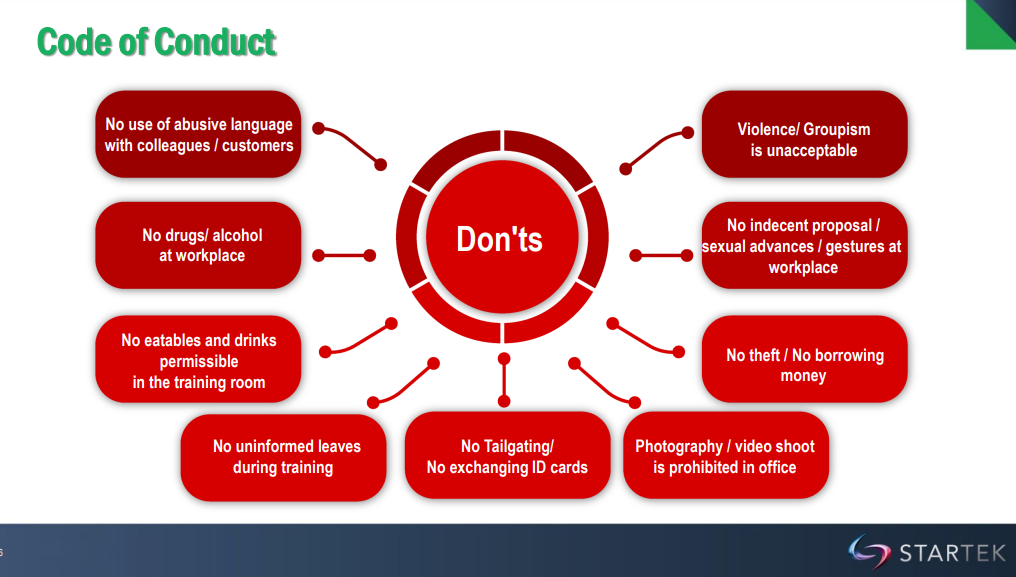 Code of Conduct
No use of abusive language
with colleagues / customers
Violence/ Groupism
is unacceptable
No drugs/ alcohol
at workplace
Don'ts
No indecent proposal /
sexual advances / gestures at
workplace
No eatables and drinks
permissible
in the training room
No theft / No borrowing
money
No uninformed leaves
during training
No Tailgating/
No exchanging ID cards
Photography / video shoot
is prohibited in office
STARTEK